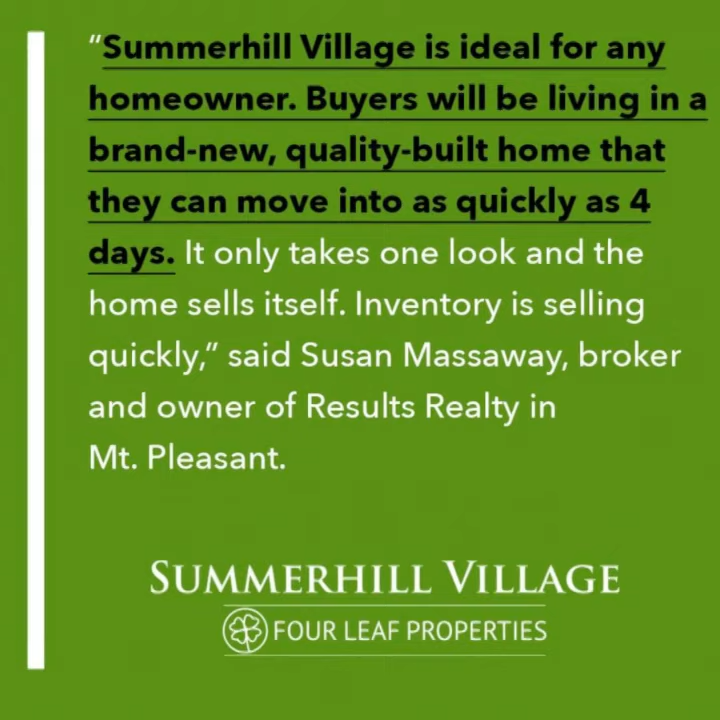 “Summerhill Village is ideal for any
homeowner. Buyers will be living in a
brand-new, quality-built home that
they can move into as quickly as 4
days. It only takes one look and the
home sells itself. Inventory is selling
quickly,” said Susan Massaway, broker
and owner of Results Realty in
Mt. Pleasant.
SUMMERHILL VILLAGE
FOUR LEAF PROPERTIES